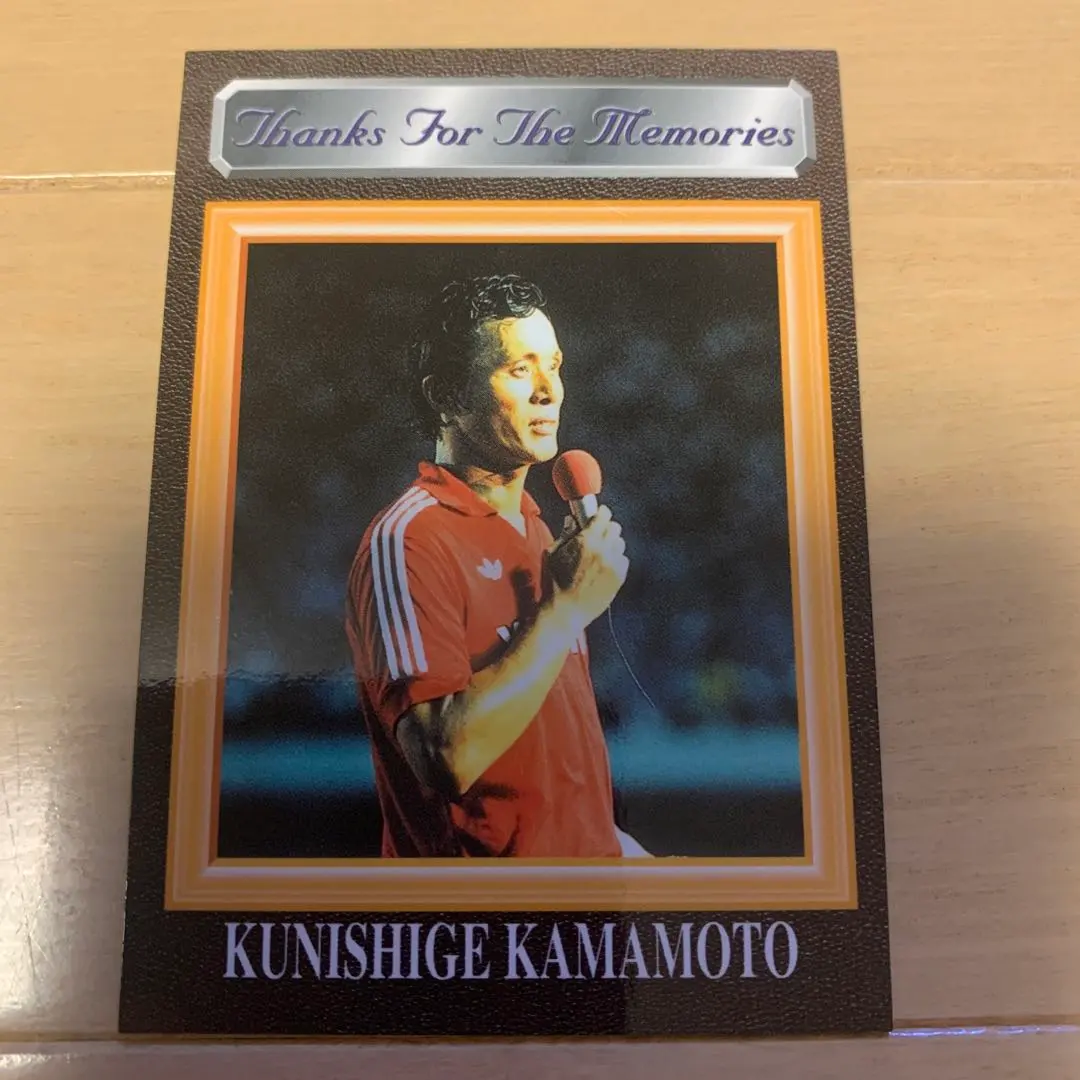 Thanks For The Memories
KUNISHIGE KAMAMOTO